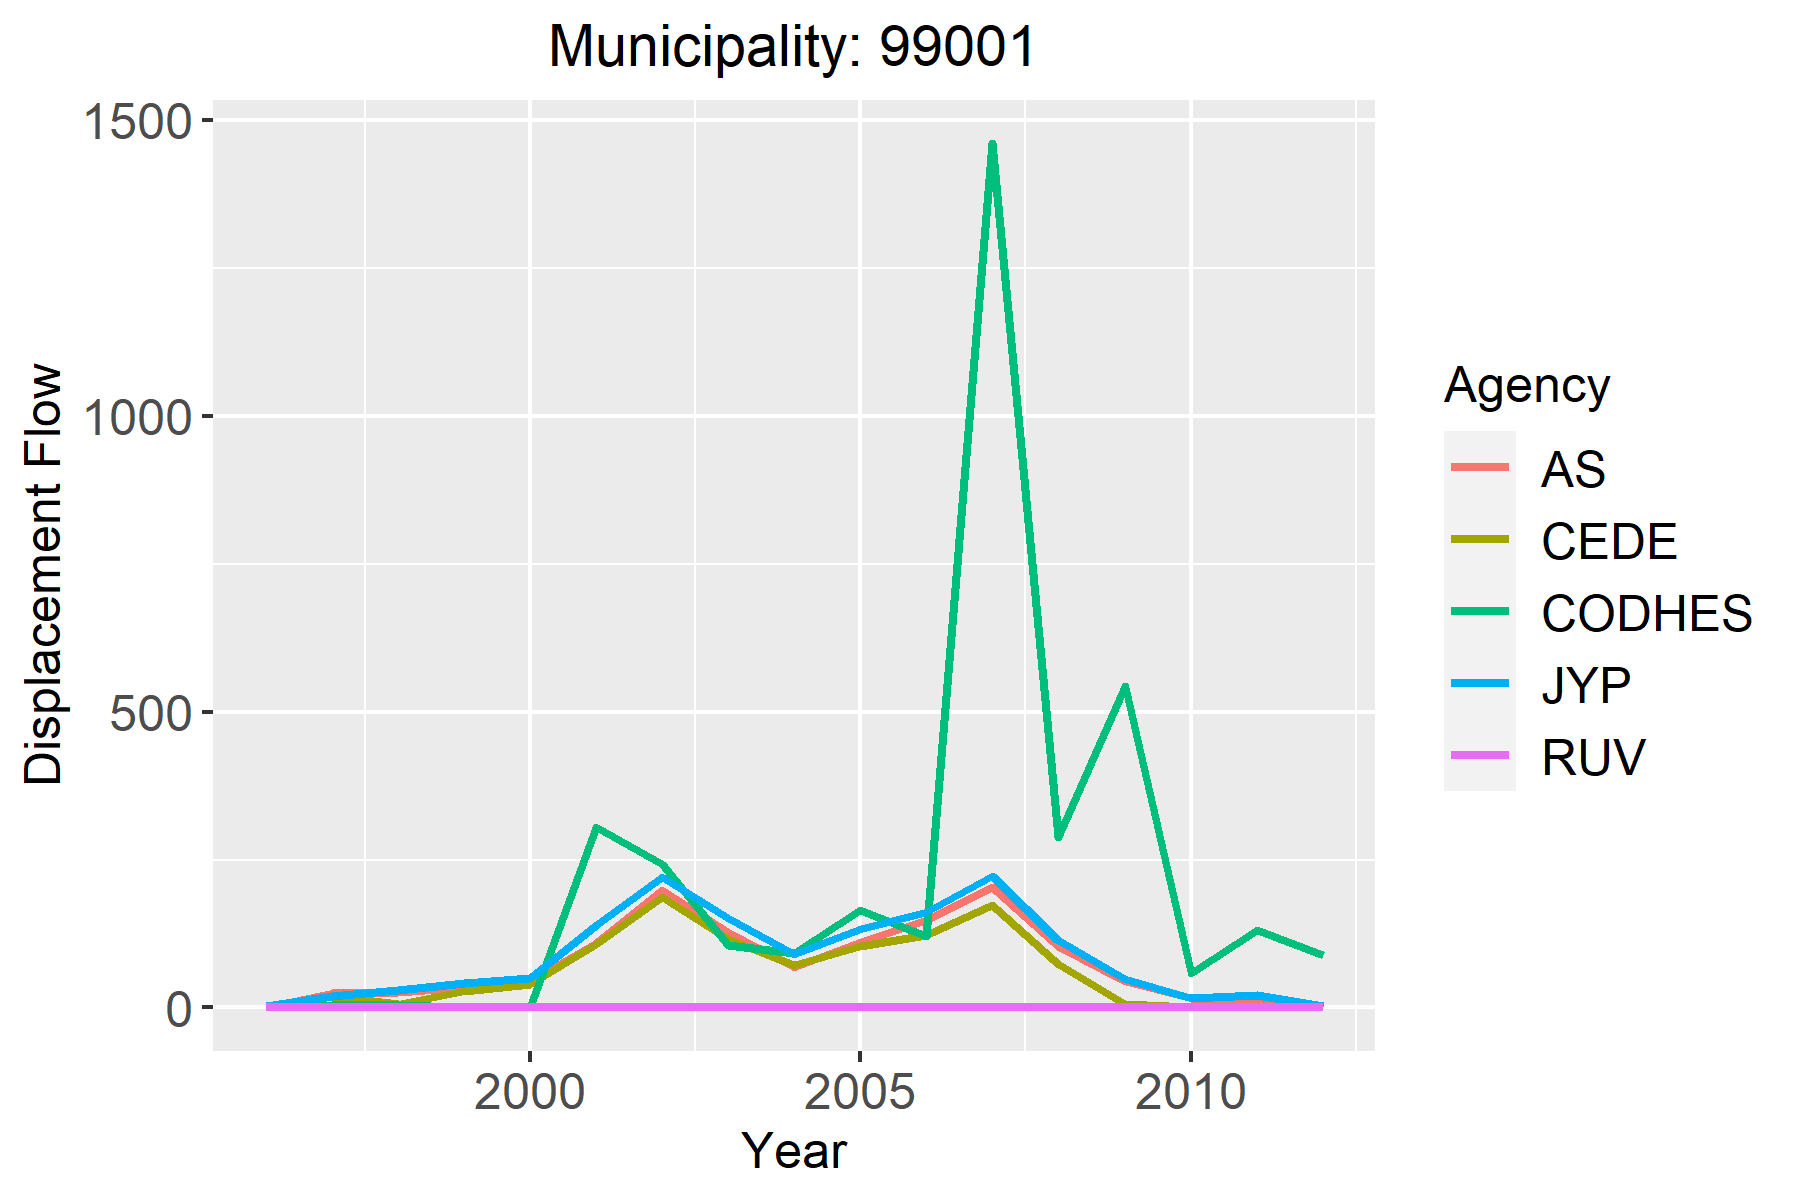 Municipality: 99001
1500
1000
500
0
Displacement Flow
2000 2005 2010
Year
Agency
AS
CEDE
CODHES
JYP
RUV